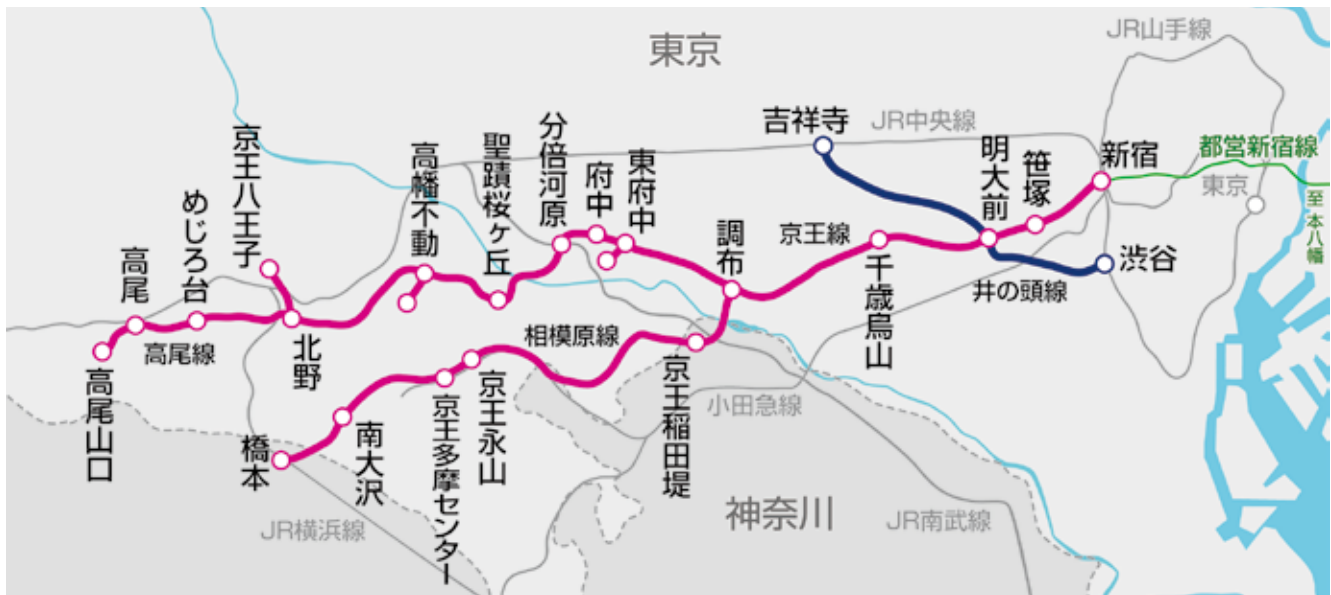 東京
JR山手線
吉祥寺
JR中央線
新宿
都営新宿線
東京
至 本八幡
笹塚
明大前
渋谷
井の頭線
京王線
千歳烏山
調布
東府中
府中
分倍河原
聖蹟桜ヶ丘
高幡不動
京王八王子
めじろ台
高尾
高尾線
高尾山口
北野
相模原線
京王稲田堤
小田急線
京王永山
京王多摩センター
南大沢
橋本
JR横浜線
神奈川
JR南武線